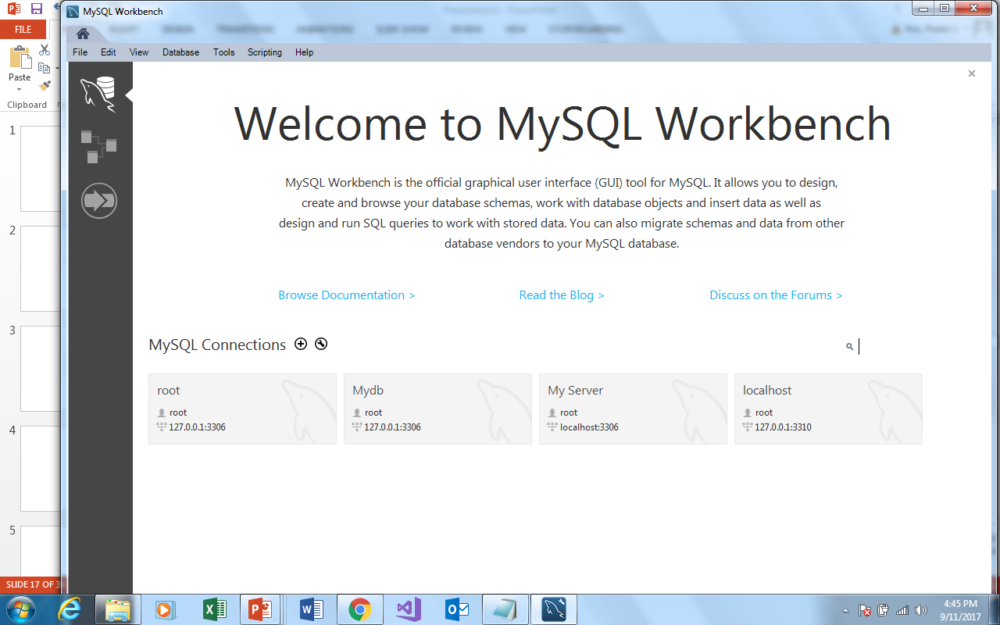 MySQL Workbench
FILE
File Edit View Database Tools Scripting Help
Paste
Clipboard
1
2
3
4
5
Welcome to MySQL Workbench
MySQL Workbench is the official graphical user interface (GUI) tool for MySQL. It allows you to design,
create and browse your database schemas, work with database objects and insert data as well as
design and run SQL queries to work with stored data. You can also migrate schemas and data from other
database vendors to your MySQL database.
Browse Documentation > Read the Blog > Discuss on the Forums >
MySQL Connections
root
root
127.0.0.1:3306
Mydb
root
127.0.0.1:3306
My Server
root
localhost:3306
localhost
root
127.0.0.1:3310
SLIDE 17 OF 3
4:45 PM
9/11/2017